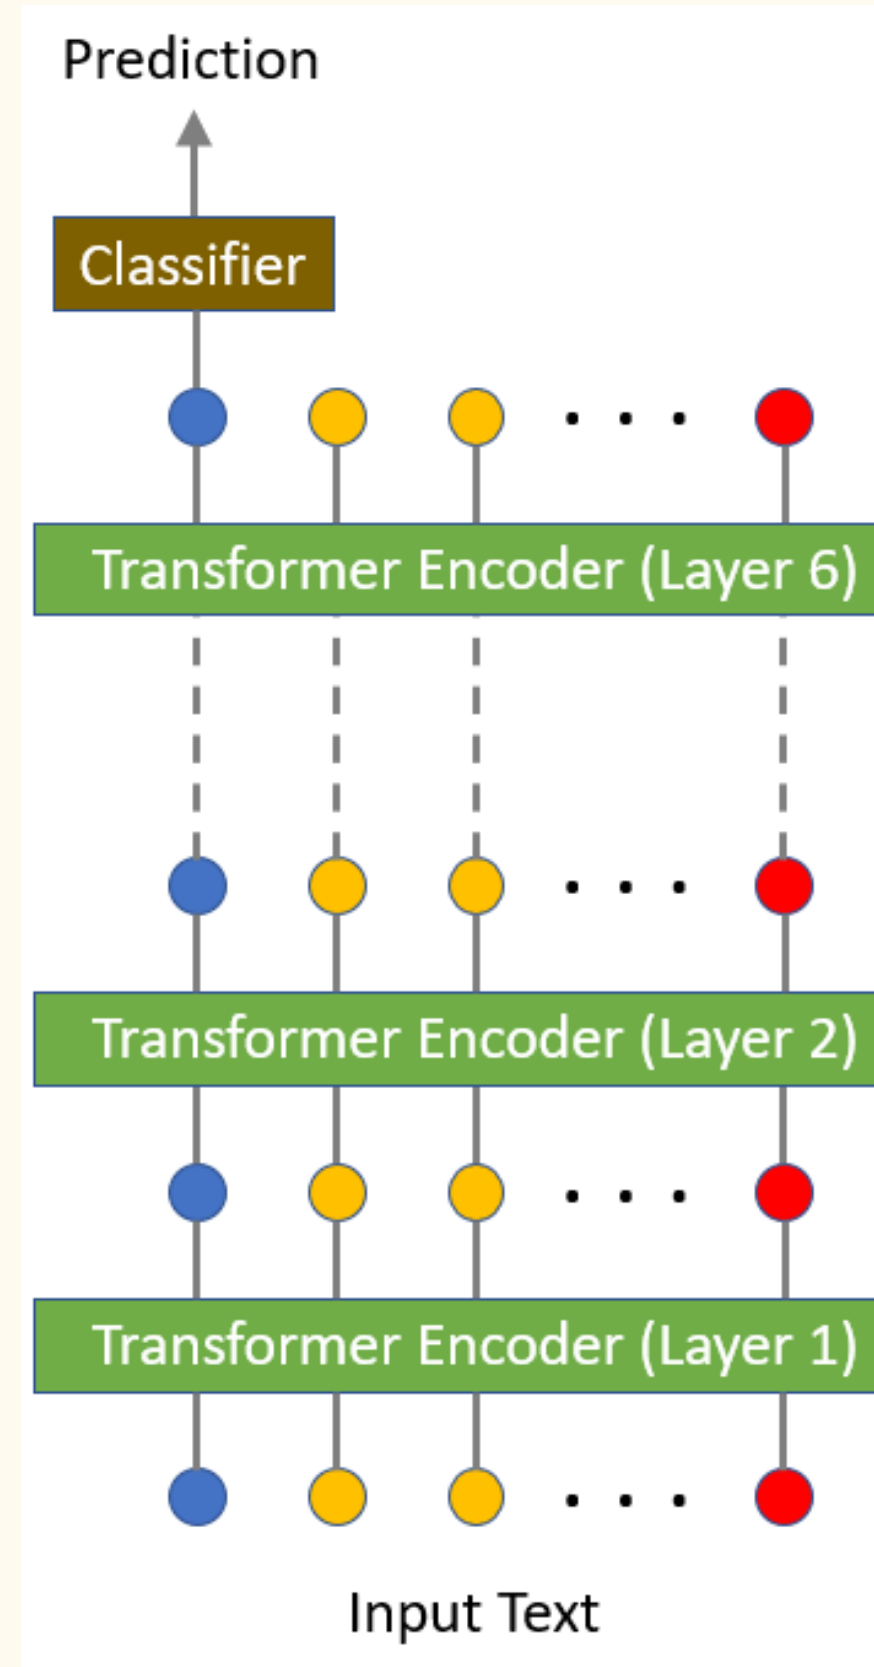 Prediction
Classifier
Transformer Encoder (Layer 6)
Transformer Encoder (Layer 2)
Transformer Encoder (Layer 1)
Input Text